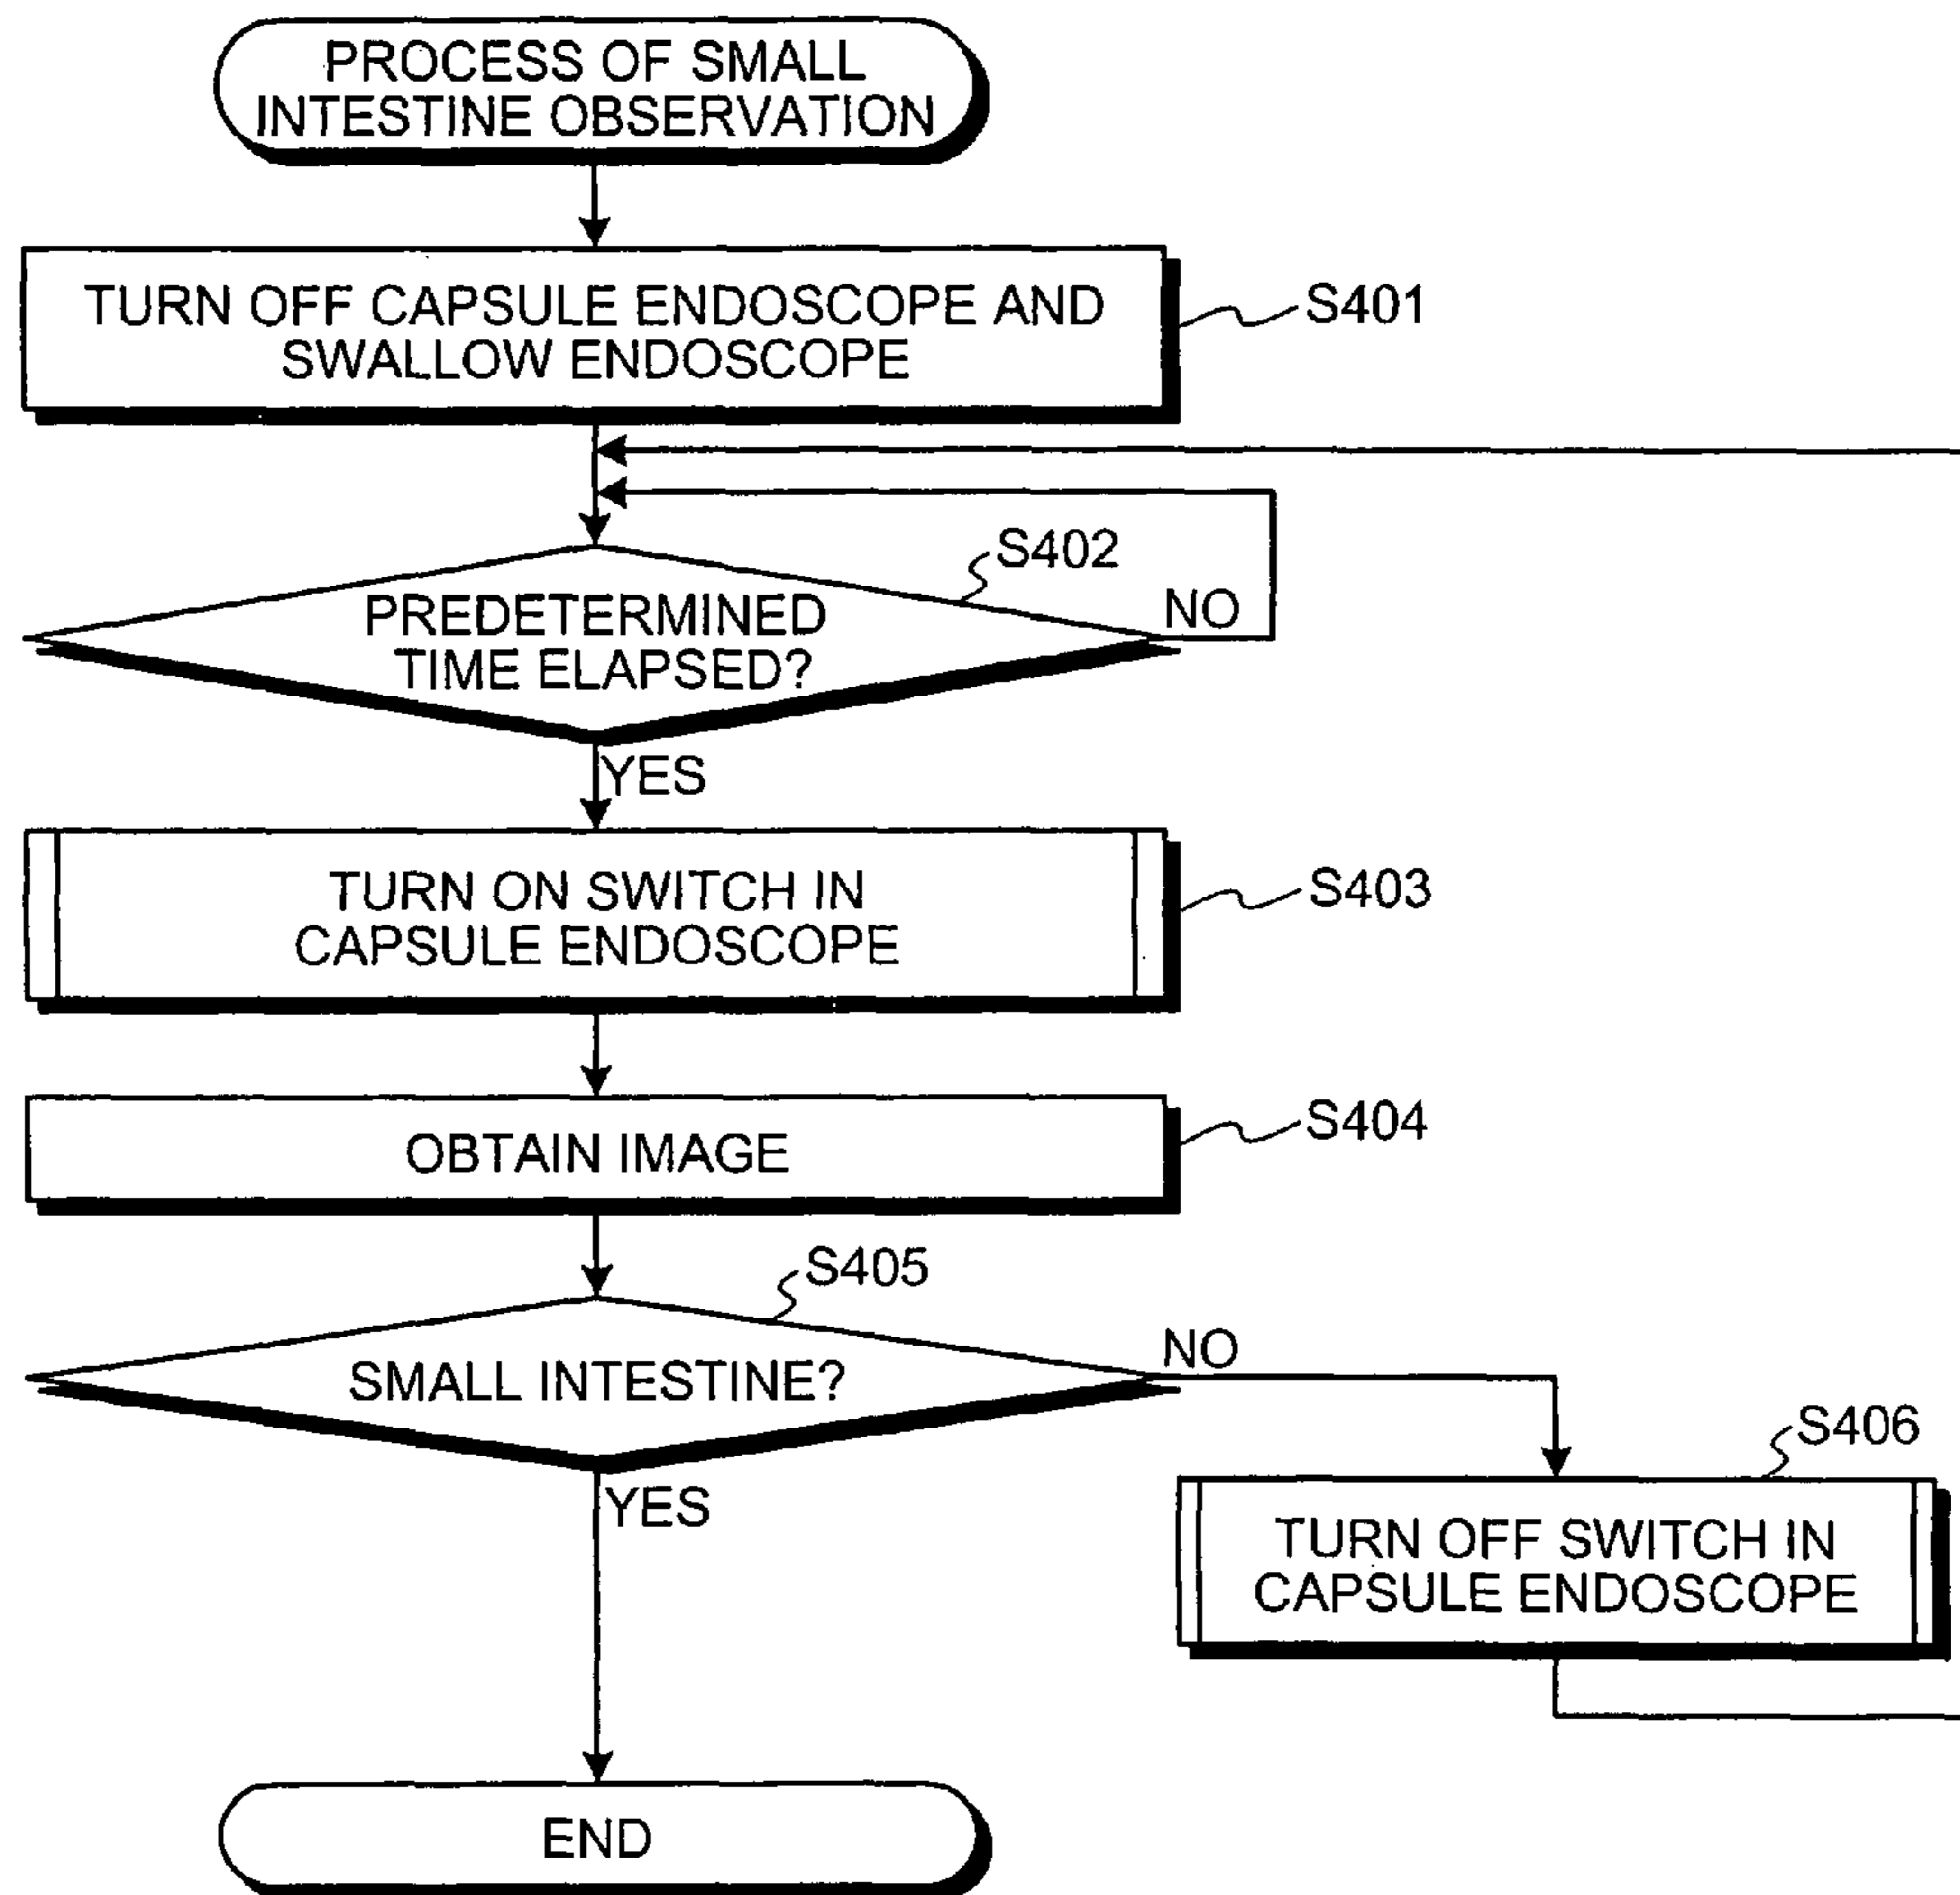 PROCESS OF SMALL
INTESTINE OBSERVATION
TURN OFF CAPSULE ENDOSCOPE AND
SWALLOW ENDOSCOPE
S401
S402
PREDETERMINED
TIME ELAPSED?
NO
YES
TURN ON SWITCH IN
CAPSULE ENDOSCOPE
S403
OBTAIN IMAGE
S404
S405
SMALL INTESTINE?
NO
YES
S406
TURN OFF SWITCH IN
CAPSULE ENDOSCOPE
END